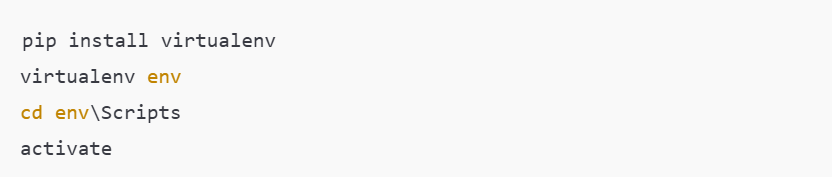 pip install virtualenv
virtualenv env
cd env\Scripts
activate